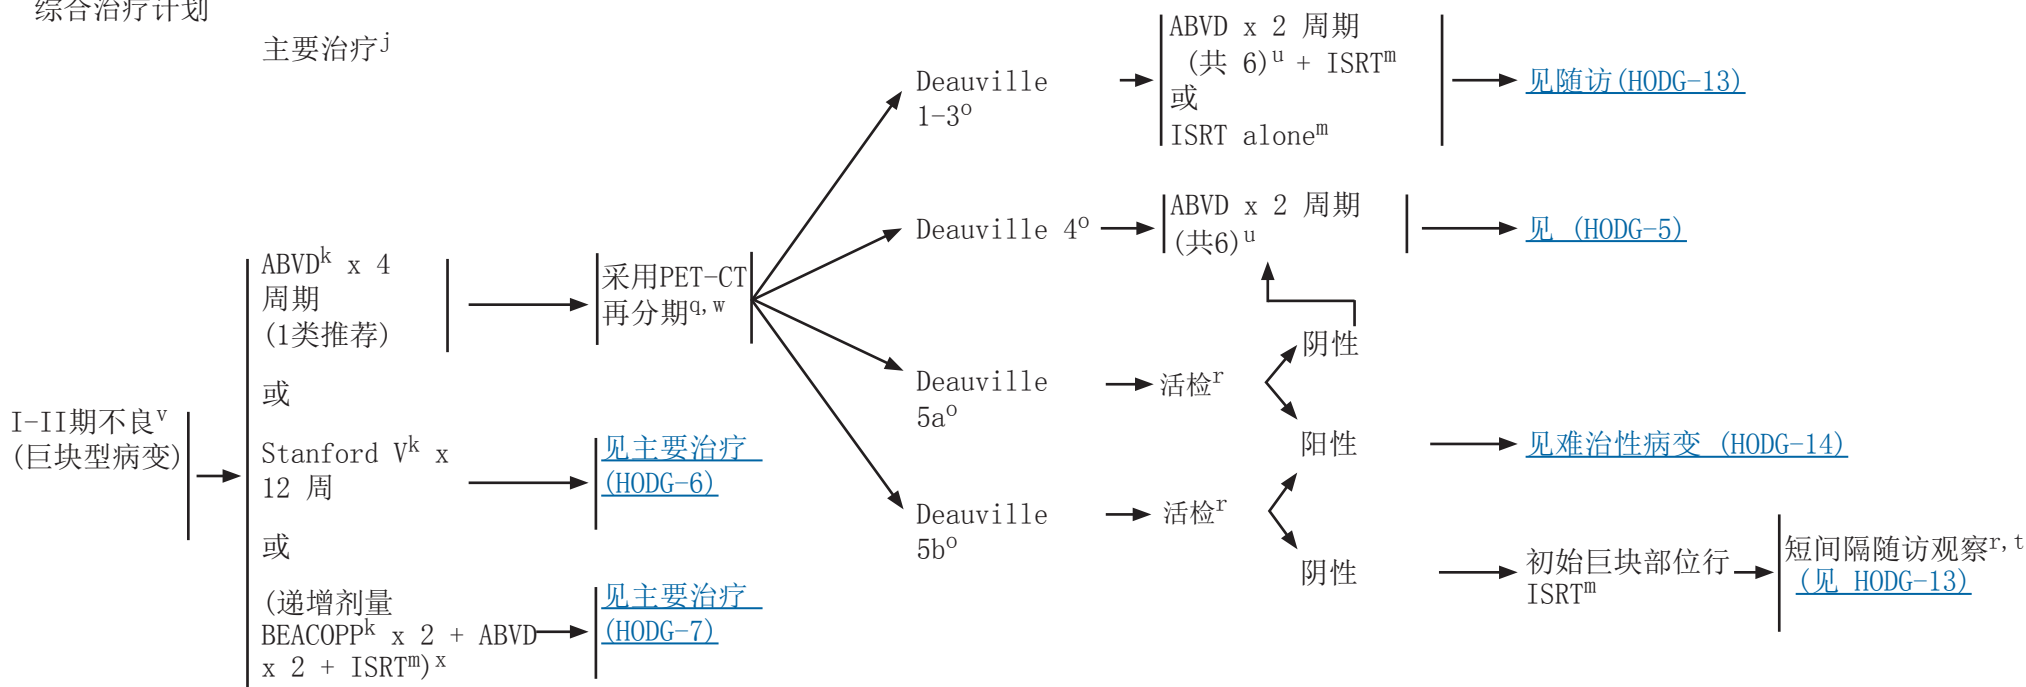 综合治疗计划
主要治疗j
I-II期不良v
(巨块型病变)
ABVDk x 4
周期
(1类推荐)
或
Stanford Vk x
12 周
或
(递增剂量
BEACOPPk x 2 + ABVD
x 2 + ISRTm)x
采用PET-CT
再分期q,w
见主要治疗
(HODG-6)
见主要治疗
(HODG-7)
Deauville
1-3o
ABVD x 2 周期
(共 6)u + ISRTm
或
ISRT alonem
见随访(HODG-13)
Deauville 4o
ABVD x 2 周期
(共6)u
见 (HODG-5)
Deauville
5ao
活检r
阴性
阳性
见难治性病变 (HODG-14)
Deauville
5bo
活检r
阴性
初始巨块部位行
ISRTm
短间隔随访观察r,t
(见 HODG-13)